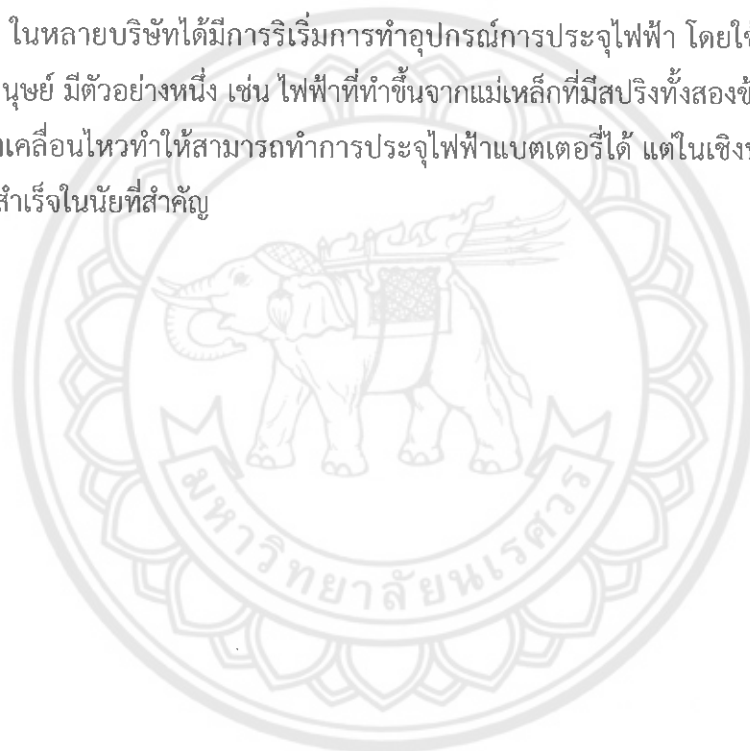 ในหลายบริษัทได้มีการริเริ่มการทำอุปกรณ์การประจุไฟฟ้า โดยใช้
นุษย์ มีตัวอย่างหนึ่ง เช่น ไฟฟ้าที่ทำขึ้นจากแม่เหล็กที่มีสปริงทั้งสองข้
เคลื่อนไหวทำให้สามารถทำการประจุไฟฟ้าแบตเตอรี่ได้ แต่ในเชิง
สำเร็จในนัยที่สำคัญ
มหาวิทยาลัยนเรศวร